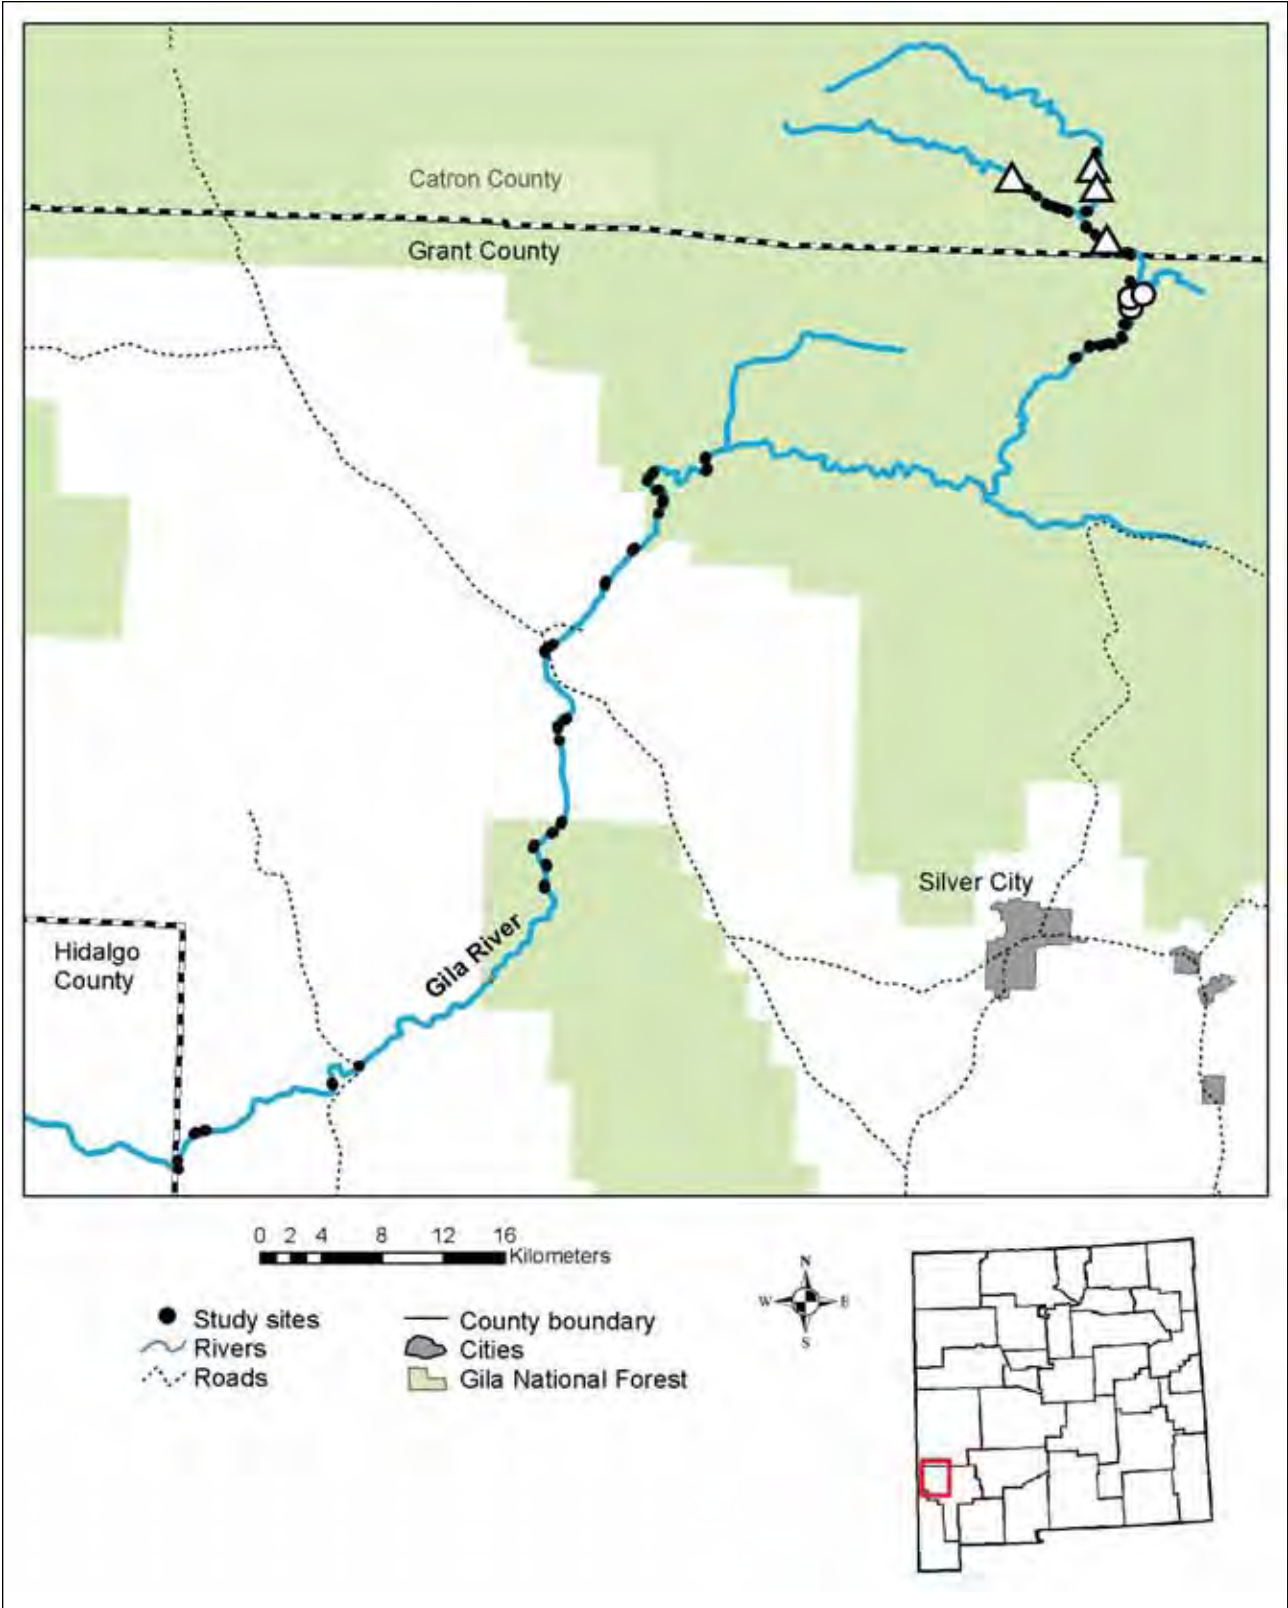 Catron County
Grant County
Silver City
Hidalgo
County
Gila River
0 2 4 8 12 16
Kilometers
N
W E
S
Study sites
Rivers
Roads
County boundary
Cities
Gila National Forest